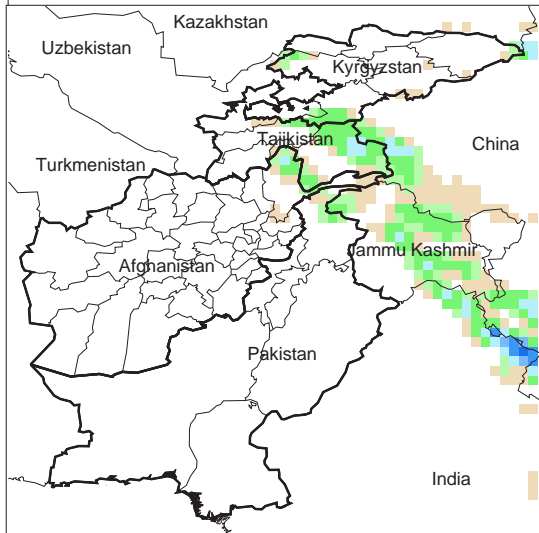 Kazakhstan
Uzbekistan
Kyrgyzstan
Tajikistan
China
Turkmenistan
Jammu Kashmir
Afghanistan
Pakistan
India